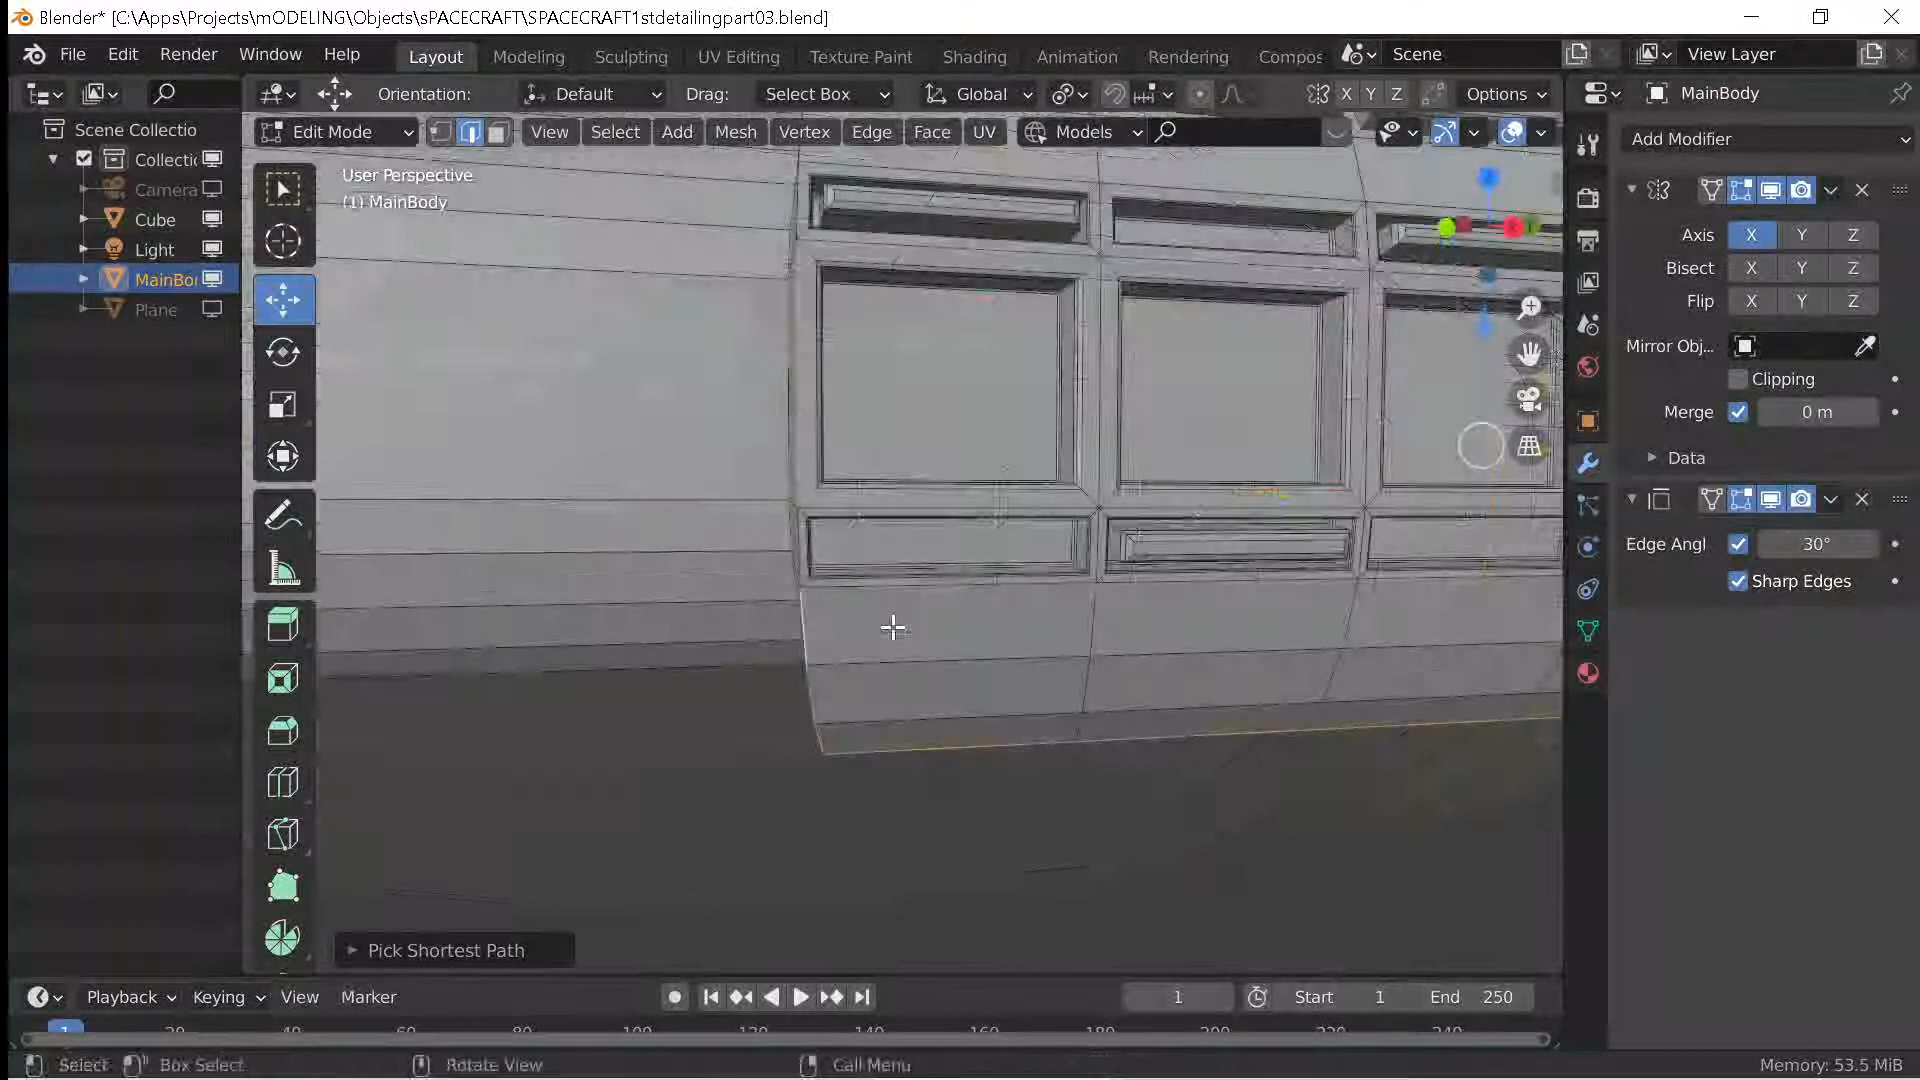 Blender* [C:\Apps\Projects\mODELING\Objects\sPACECRAFT\SPACECRAFT1stdetailingpart03.blend]
File Edit Render Window Help Layout Modeling Sculpting UV Editing Texture Paint Shading Animation Rendering Compos Scene View Layer
Orientation: Default Drag: Select Box Global X Y Z Options MainBody
Edit Mode View Select Add Mesh Vertex Edge Face UV Models
Scene Collectio
Collectic
Camera
Cube
Light
MainBo
Plane
User Perspective
(1) MainBody
Add Modifier
Axis X Y Z
Bisect X Y Z
Flip X Y Z
Mirror Obj...
Clipping
Merge 0 m
Data
Edge Angl 30°
Sharp Edges
Pick Shortest Path
Playback Keying View Marker 1 Start 1 End 250
1 20 40 60 80 100 120 140 160 180 200 220 240
Select Box Select Rotate View Call Menu Memory: 53.5 MiB